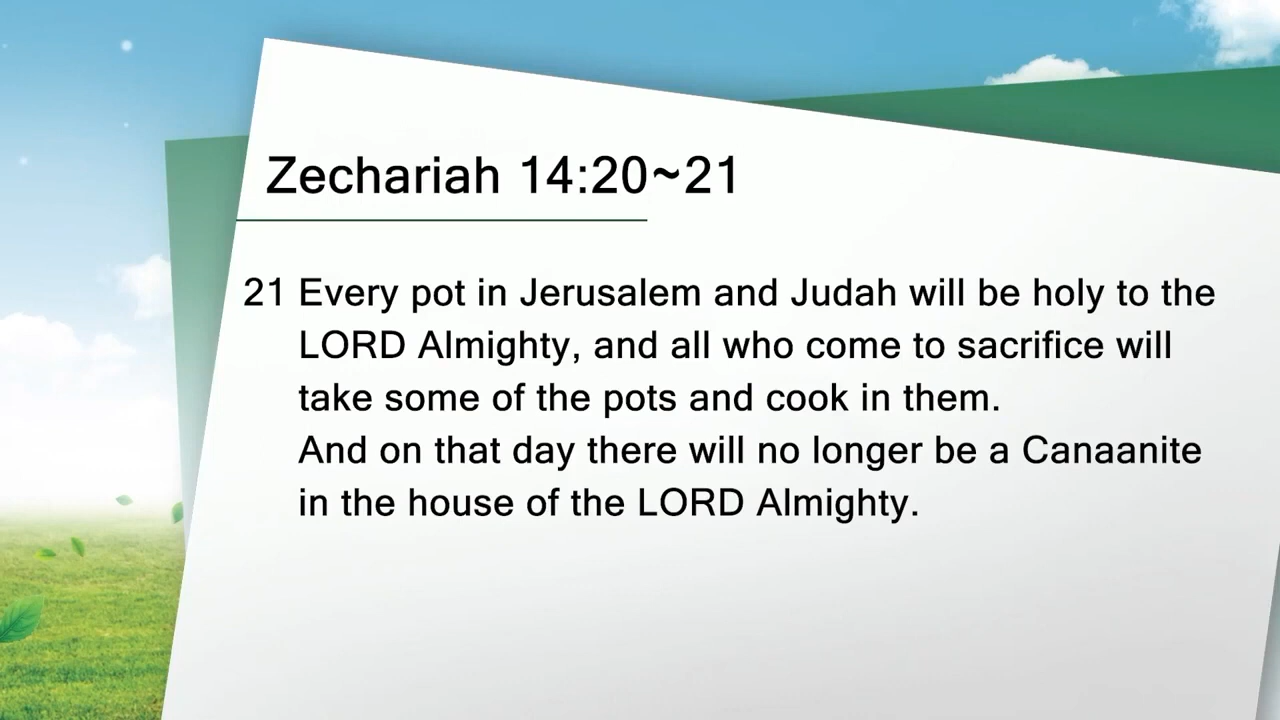 Zechariah 14:20~21
21 Every pot in Jerusalem and Judah will be holy to the
LORD Almighty, and all who come to sacrifice will
take some of the pots and cook in them.
And on that day there will no longer be a Canaanite
in the house of the LORD Almighty.